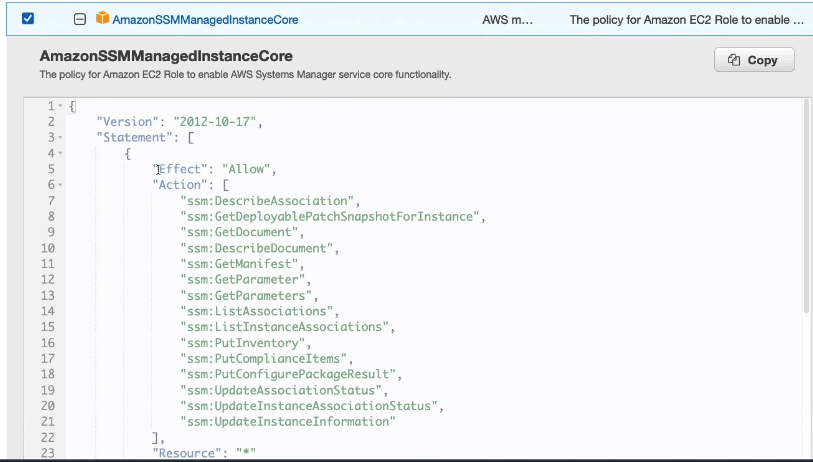 AmazonSSMManagedInstanceCore AWS m... The policy for Amazon EC2 Role to enable ...
AmazonSSMManagedInstanceCore
The policy for Amazon EC2 Role to enable AWS Systems Manager service core functionality.
Copy
1 {
2 "Version": "2012-10-17",
3 "Statement": [
4 {
5 "Effect": "Allow",
6 "Action": [
7 "ssm:DescribeAssociation",
8 "ssm:GetDeployablePatchSnapshotForInstance",
9 "ssm:GetDocument",
10 "ssm:DescribeDocument",
11 "ssm:GetManifest",
12 "ssm:GetParameter",
13 "ssm:GetParameters",
14 "ssm:ListAssociations",
15 "ssm:ListInstanceAssociations",
16 "ssm:PutInventory",
17 "ssm:PutComplianceItems",
18 "ssm:PutConfigurePackageResult",
19 "ssm:UpdateAssociationStatus",
20 "ssm:UpdateInstanceAssociationStatus",
21 "ssm:UpdateInstanceInformation"
22 ],
23 "Resource": "*"